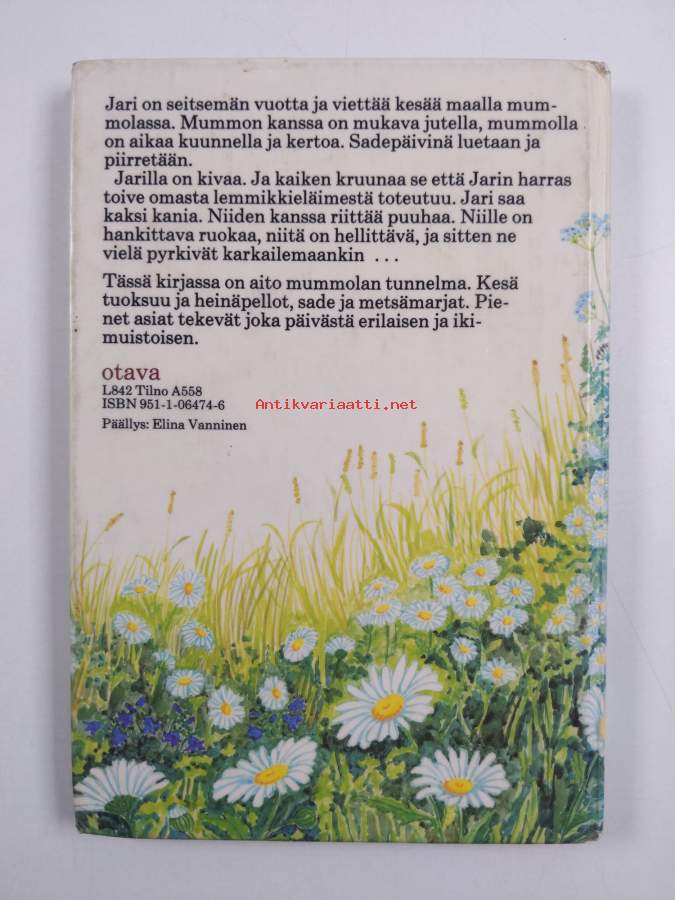 Jari on seitsemän vuotta ja viettää kesää maalla mum-
molassa. Mummon kanssa on mukava jutella, mummolla
on aikaa kuunnella ja kertoa. Sadepäivinä luetaan ja
piirretään.
Jarilla on kivaa. Ja kaiken kruunaa se että Jarin harras
toive omasta lemmikkieläimestä toteutuu. Jari saa
kaksi kania. Niiden kanssa riittää puuhaa. Niille on
hankittava ruokaa, niitä on hellittävä, ja sitten ne
vielä pyrkivät karkailemaankin ...
Tässä kirjassa on aito mummolan tunnelma. Kesä
tuoksuu ja heinäpellot, sade ja metsämarjat. Pie-
net asiat tekevät joka päivästä erilaisen ja iki-
muistoisen.
otava
L842 Tilno A558
ISBN 951-1-06474-6
Päällys: Elina Vanninen
Antikvariaatti.net